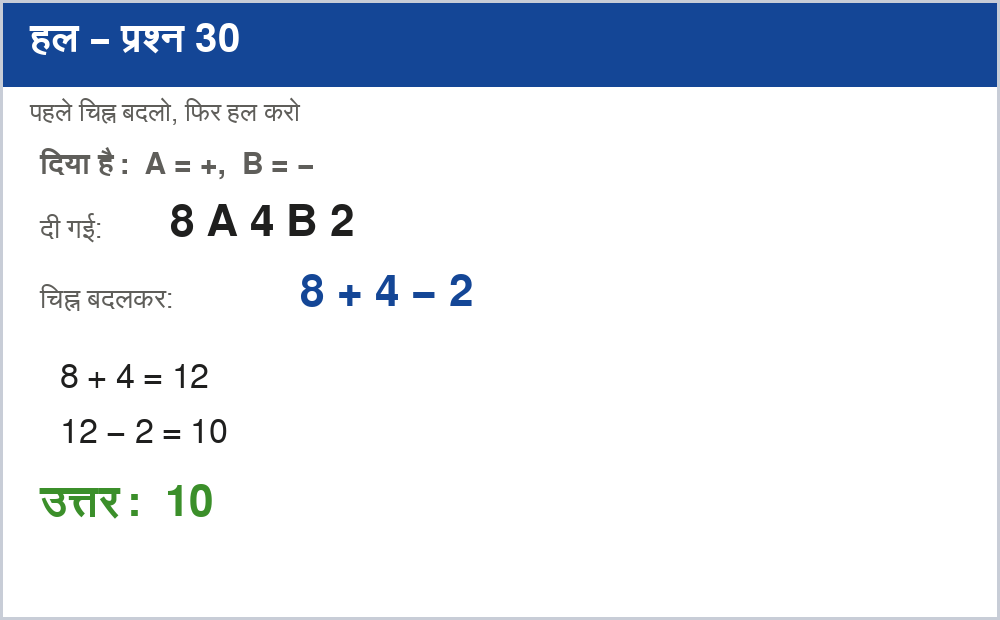 हल – प्रश्न 30
पहले चिह्न बदलो, फिर हल करो
दिया है : A = +, B = −
दी गई: 8 A 4 B 2
चिह्न बदलकर: 8 + 4 − 2
8 + 4 = 12
12 − 2 = 10
उत्तर : 10